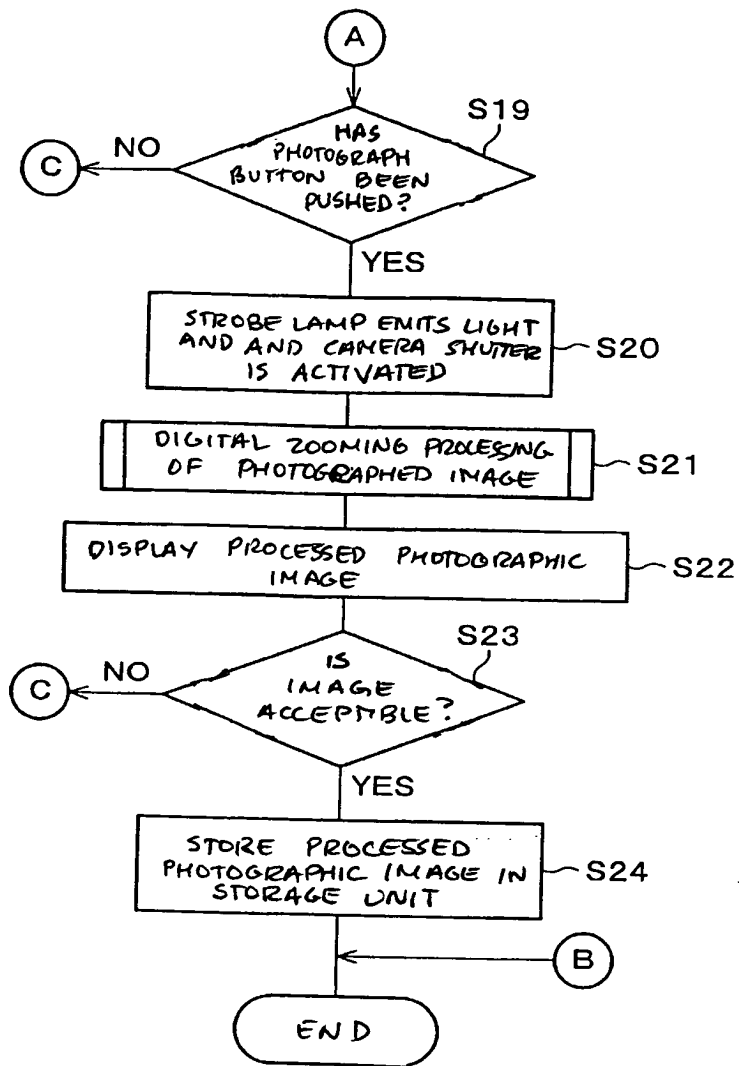 A
S19
HAS
PHOTOGRAPH
BUTTON BEEN
PUSHED?
C
NO
YES
STROBE LAMP EMITS LIGHT
AND AND CAMERA SHUTTER
IS ACTIVATED
S20
DIGITAL ZOOMING PROCESSING
OF PHOTOGRAPHED IMAGE
S21
DISPLAY PROCESSED PHOTOGRAPHIC
IMAGE
S22
S23
IS
IMAGE
ACCEPTABLE?
C
NO
YES
STORE PROCESSED
PHOTOGRAPHIC IMAGE IN
STORAGE UNIT
S24
B
END